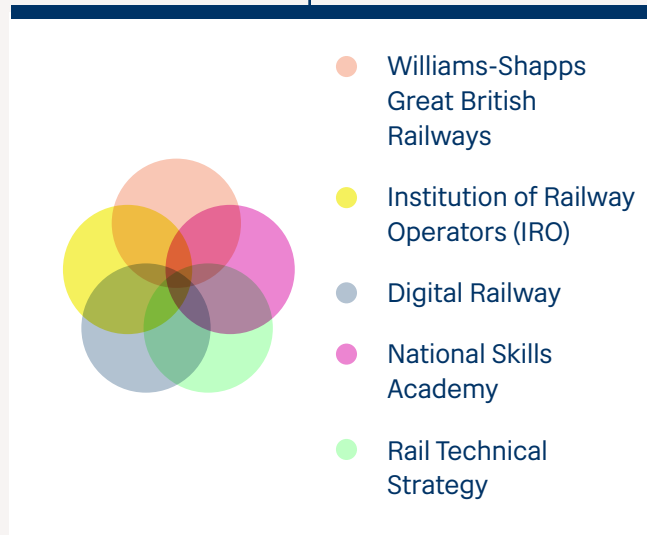 Williams-Shapps
Great British
Railways
Institution of Railway
Operators (IRO)
Digital Railway
National Skills
Academy
Rail Technical
Strategy